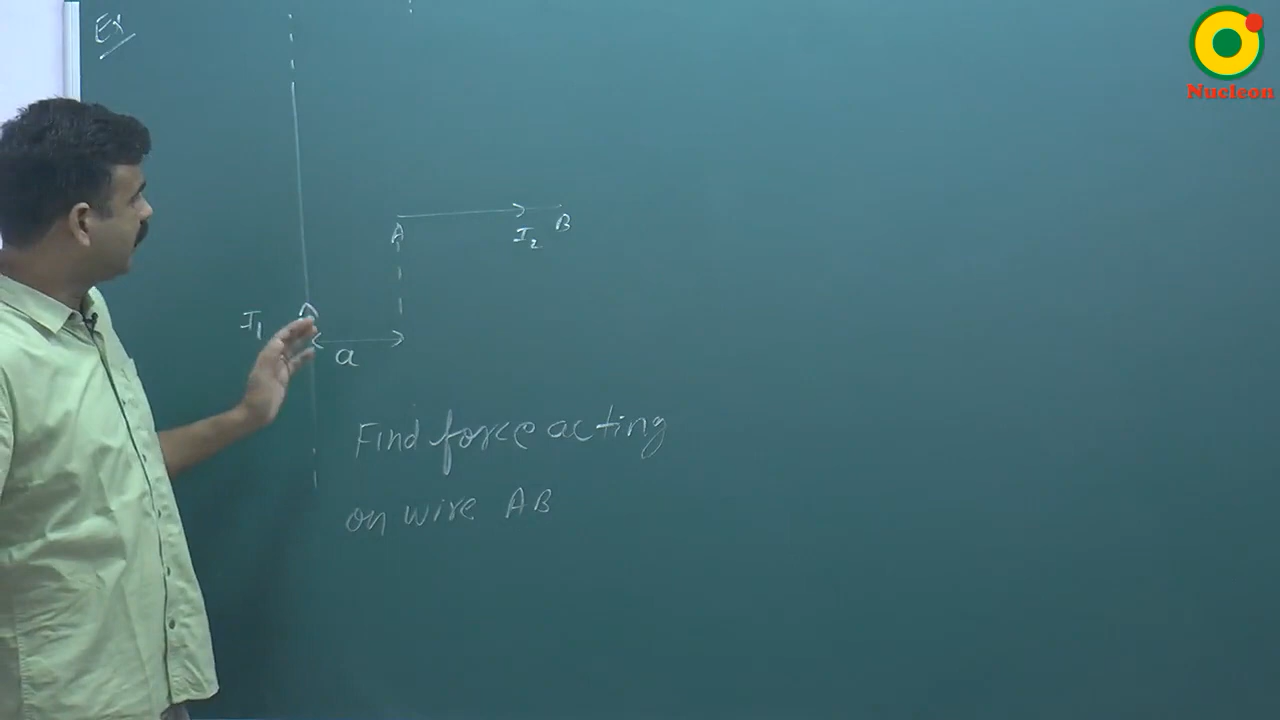 Ex
Nucleon
A
I₂
B
I₁
a
Find force acting
on wire AB